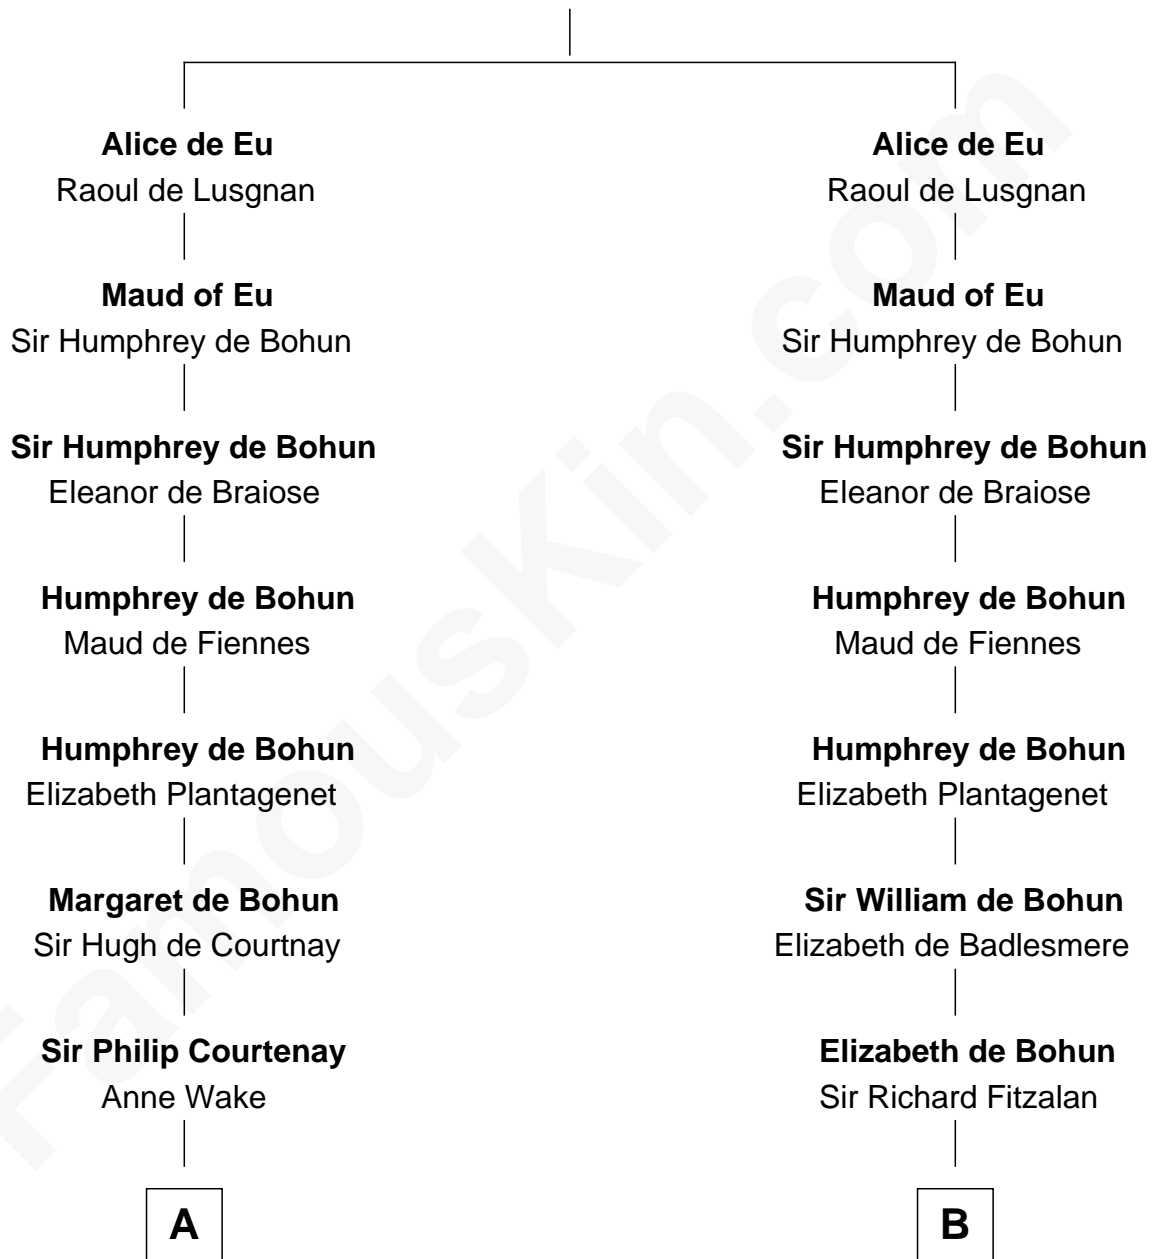 Alice de Eu
Raoul de Lusgnan
Maud of Eu
Sir Humphrey de Bohun
Sir Humphrey de Bohun
Eleanor de Braiose
Humphrey de Bohun
Maud de Fiennes
Humphrey de Bohun
Elizabeth Plantagenet
Margaret de Bohun
Sir Hugh de Courtnay
Sir Philip Courtenay
Anne Wake
A
Alice de Eu
Raoul de Lusgnan
Maud of Eu
Sir Humphrey de Bohun
Sir Humphrey de Bohun
Eleanor de Braiose
Humphrey de Bohun
Maud de Fiennes
Humphrey de Bohun
Elizabeth Plantagenet
Sir William de Bohun
Elizabeth de Badlesmere
Elizabeth de Bohun
Sir Richard Fitzalan
B
FamousKin.com